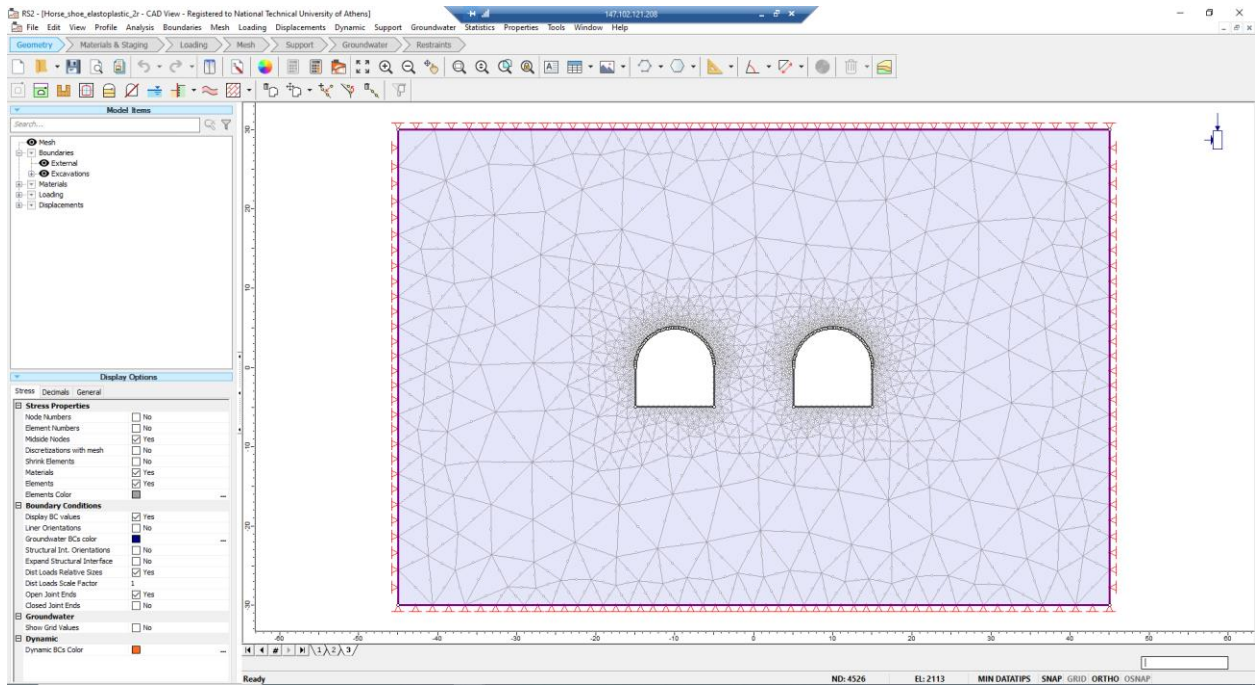 RS2 - [Horse_shoe_elastoplastic_2r - CAD View - Registered to National Technical University of Athens]
147.102.121.208
File Edit View Profile Analysis Boundaries Mesh Loading Displacements Dynamic Support Groundwater Statistics Properties Tools Window Help
Geometry Materials & Staging Loading Mesh Support Groundwater Restraints
Model Items
Search...
Mesh
Boundaries
External
Excavations
Materials
Loading
Displacements
Display Options
Stress Decimals General
Stress Properties
Node Numbers No
Element Numbers No
Midside Nodes Yes
Discretizations with mesh No
Shrink Elements No
Materials Yes
Elements Yes
Elements Color ...
Boundary Conditions
Display BC values Yes
Liner Orientations No
Groundwater BCs color ...
Structural Int. Orientations No
Expand Structural Interface No
Dist Loads Relative Sizes Yes
Dist Loads Scale Factor 1
Open Joint Ends Yes
Closed Joint Ends No
Groundwater
Show Grid Values No
Dynamic
Dynamic BCs Color ...
30
20
10
0
-10
-20
-30
-60 -50 -40 -30 -20 -10 0 10 20 30 40 50 60
# 1 2 3
Ready ND: 4526 EL: 2113 MIN DATATIPS SNAP GRID ORTHO OSNAP